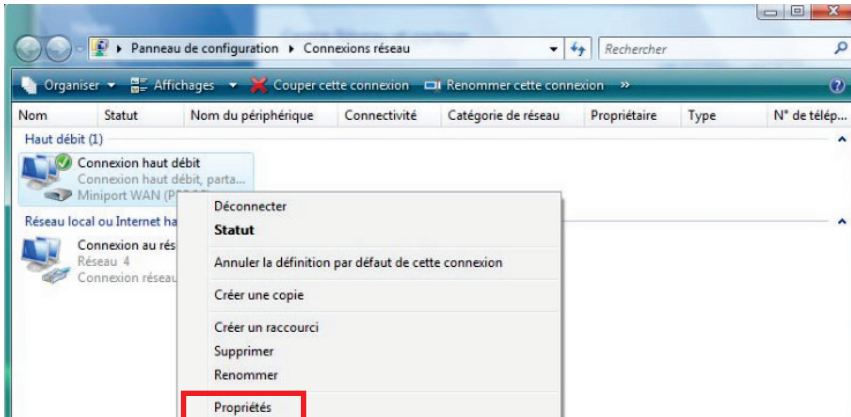 Panneau de configuration Connexions réseau Rechercher
Organiser Affichages Couper cette connexion Renommer cette connexion »
Nom Statut Nom du périphérique Connectivité Catégorie de réseau Propriétaire Type N° de télép...
Haut débit (1)
Connexion haut débit
Connexion haut débit, parta...
Miniport WAN
Déconnecter
Réseau local ou Internet ha
Statut
Connexion au rés
Réseau 4
Annuler la définition par défaut de cette connexion
Connexion réseau
Créer une copie
Créer un raccourci
Supprimer
Renommer
Propriétés